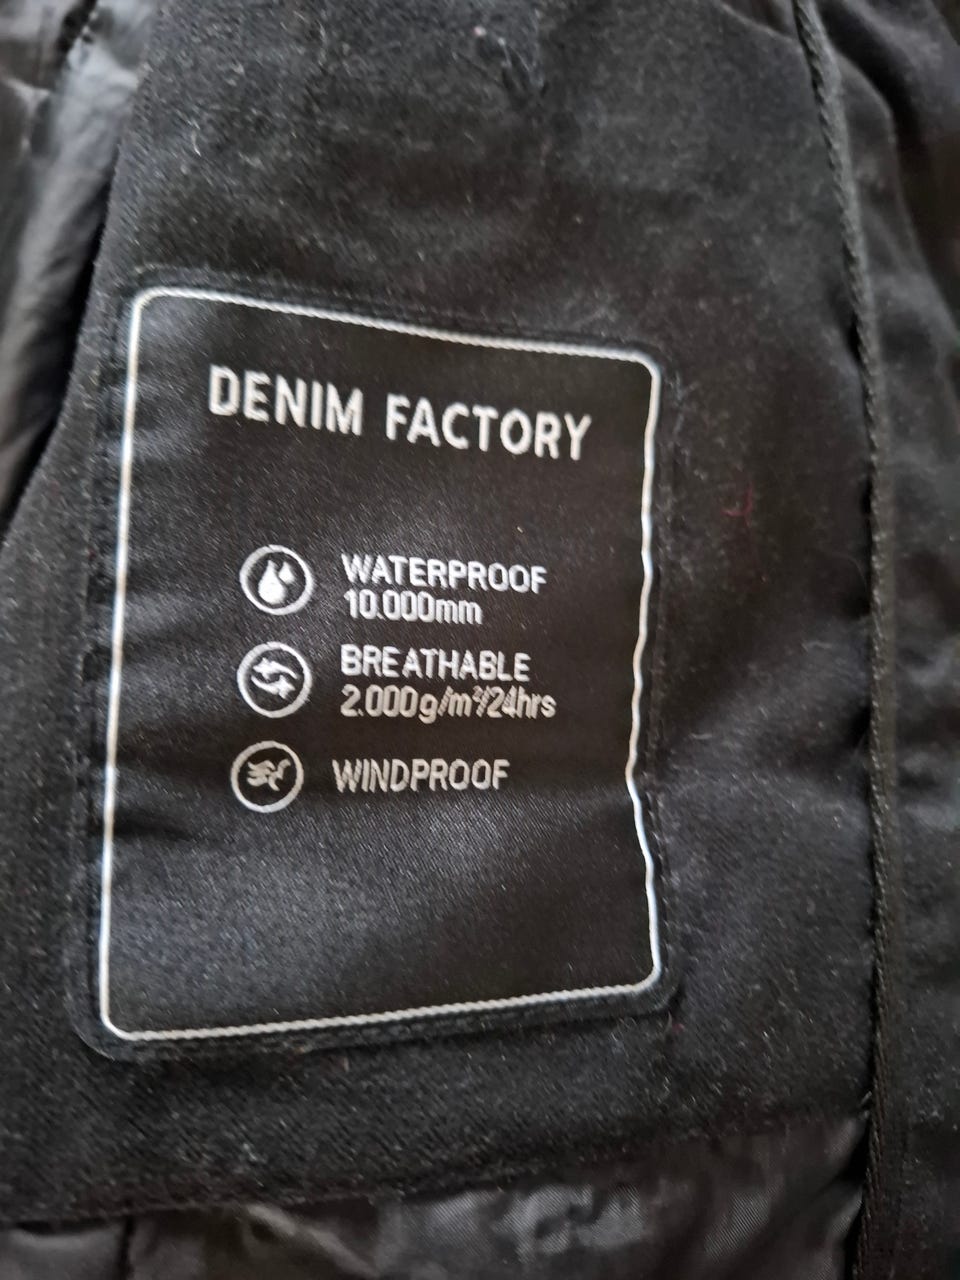 DENIM FACTORY
WATERPROOF
10.000mm
BREATHABLE
2.000g/m²/24hrs
WINDPROOF